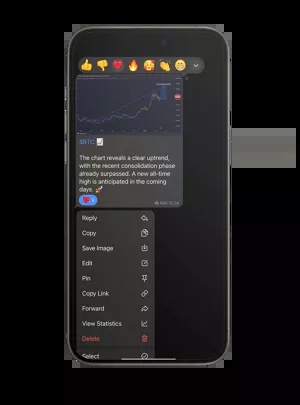 $BTC
The chart reveals a clear uptrend,
with the recent consolidation phase
already surpassed. A new all-time
high is anticipated in the coming
days. 🚀
Reply
Copy
Save Image
Edit
Pin
Copy Link
Forward
View Statistics
Delete
Select